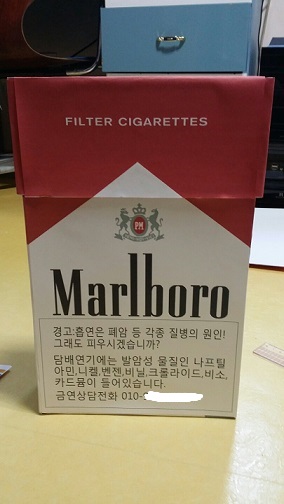 FILTER CIGARETTES
PM
Marlboro
경고:흡연은 폐암 등 각종 질병의 원인!
그래도 피우시겠습니까?
담배연기에는 발암성 물질인 나프틸
아민,니켈,벤젠,비닐,크롤라이드,비소,
카드뮴이 들어있습니다.
금연상담전화 010-